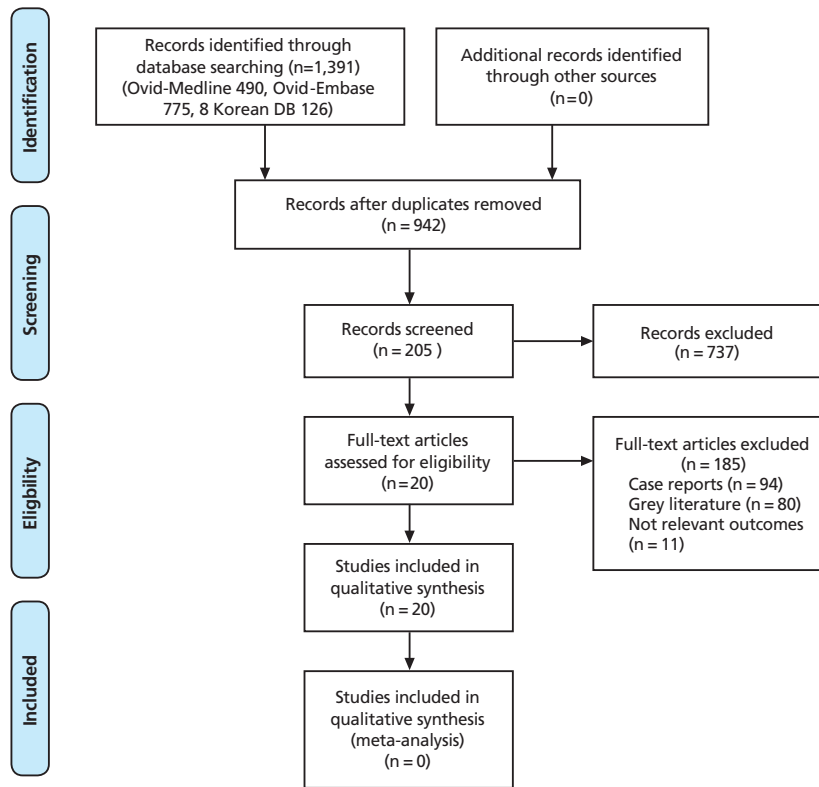 Identification
Records identified through
database searching (n=1,391)
(Ovid-Medline 490, Ovid-Embase
775, 8 Korean DB 126)
Additional records identified
through other sources
(n=0)
Records after duplicates removed
(n = 942)
Screening
Records screened
(n = 205 )
Records excluded
(n = 737)
Eligbility
Full-text articles
assessed for eligibility
(n=20)
Full-text articles excluded
(n = 185)
Case reports (n = 94)
Grey literature (n = 80)
Not relevant outcomes
(n = 11)
Studies included in
qualitative synthesis
(n = 20)
Included
Studies included in
qualitative synthesis
(meta-analysis)
(n = 0)